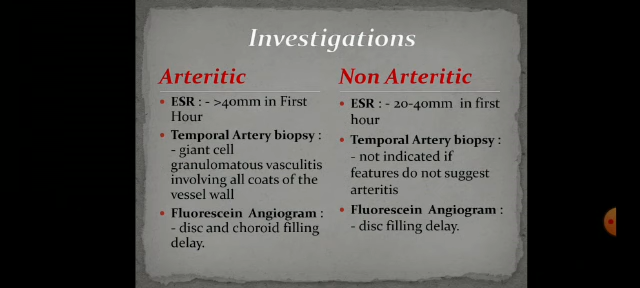 Investigations
Arteritic
• ESR : - >40mm in First
Hour
• Temporal Artery biopsy :
- giant cell
granulomatous vasculitis
involving all coats of the
vessel wall
• Fluorescein Angiogram :
- disc and choroid filling
delay.
Non Arteritic
• ESR : - 20-40mm in first
hour
• Temporal Artery biopsy :
- not indicated if
features do not suggest
arteritis
• Fluorescein Angiogram :
- disc filling delay.